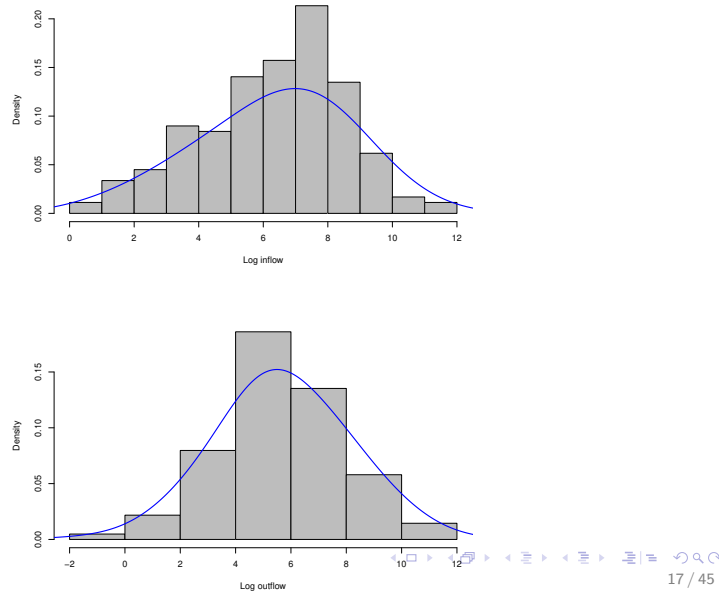 Density
0.00 0.05 0.10 0.15 0.20
0 2 4 6 8 10 12
Log inflow
Density
0.00 0.05 0.10 0.15
−2 0 2 4 6 8 10 12
Log outflow
17 / 45